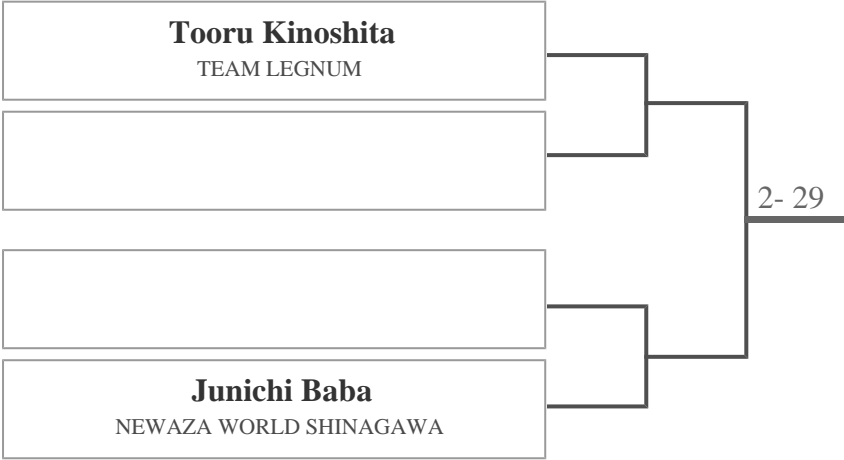 Tooru Kinoshita
TEAM LEGNUM
2- 29
Junichi Baba
NEWAZA WORLD SHINAGAWA